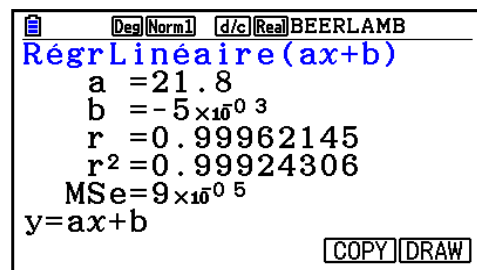 Deg Norm1 d/c Real BEERLAMB
RégrLinéaire(ax+b)
a =21.8
b =-5×10⁻⁰³
r =0.99962145
r²=0.99924306
MSe=9×10⁻⁰⁵
y=ax+b
COPY DRAW